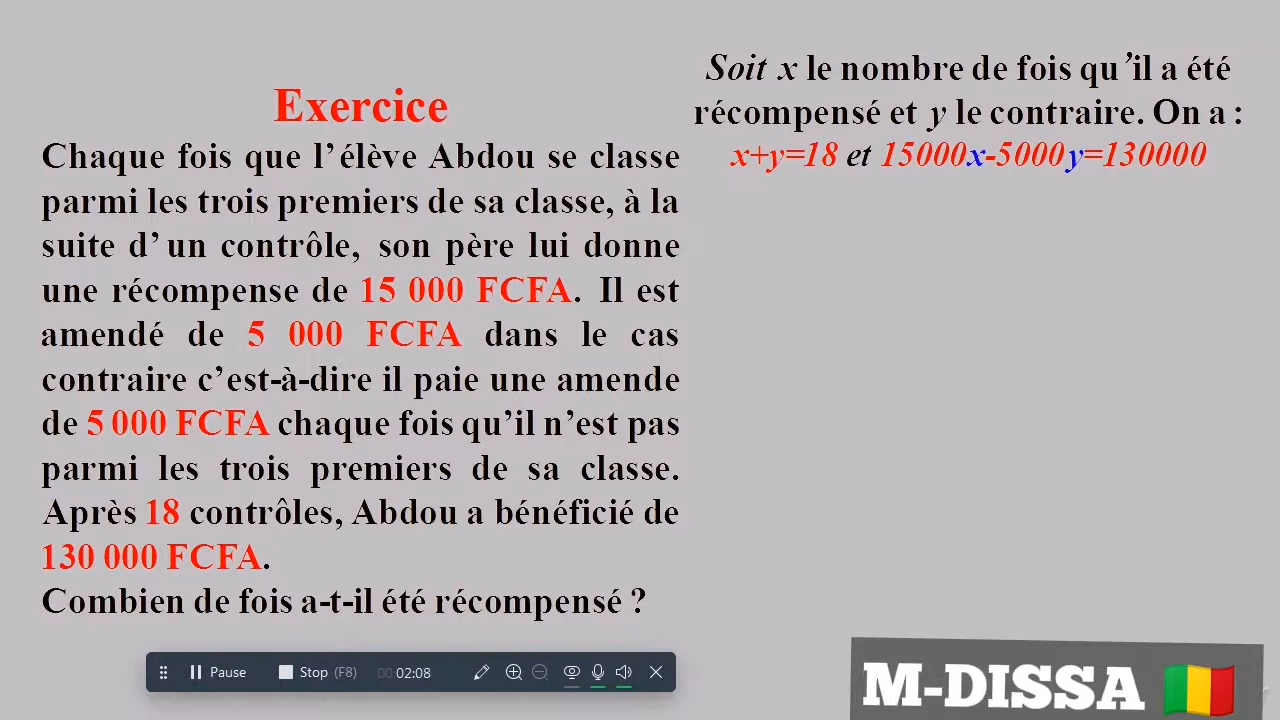 Exercice
Chaque fois que l’élève Abdou se classe
parmi les trois premiers de sa classe, à la
suite d’un contrôle, son père lui donne
une récompense de 15 000 FCFA. Il est
amendé de 5 000 FCFA dans le cas
contraire c’est-à-dire il paie une amende
de 5 000 FCFA chaque fois qu’il n’est pas
parmi les trois premiers de sa classe.
Après 18 contrôles, Abdou a bénéficié de
130 000 FCFA.
Combien de fois a-t-il été récompensé ?
Soit x le nombre de fois qu’il a été
récompensé et y le contraire. On a :
x+y=18 et 15000x-5000y=130000
Pause Stop (F8) 00:02:08
M-DISSA